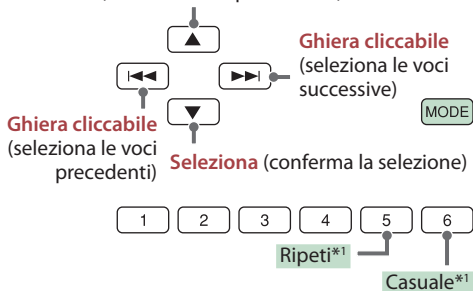 Ghiera cliccabile
(seleziona le voci
successive)
MODE
Ghiera cliccabile
(seleziona le voci
precedenti)
Seleziona (conferma la selezione)
1 2 3 4 5 6
Ripeti*1
Casuale*1